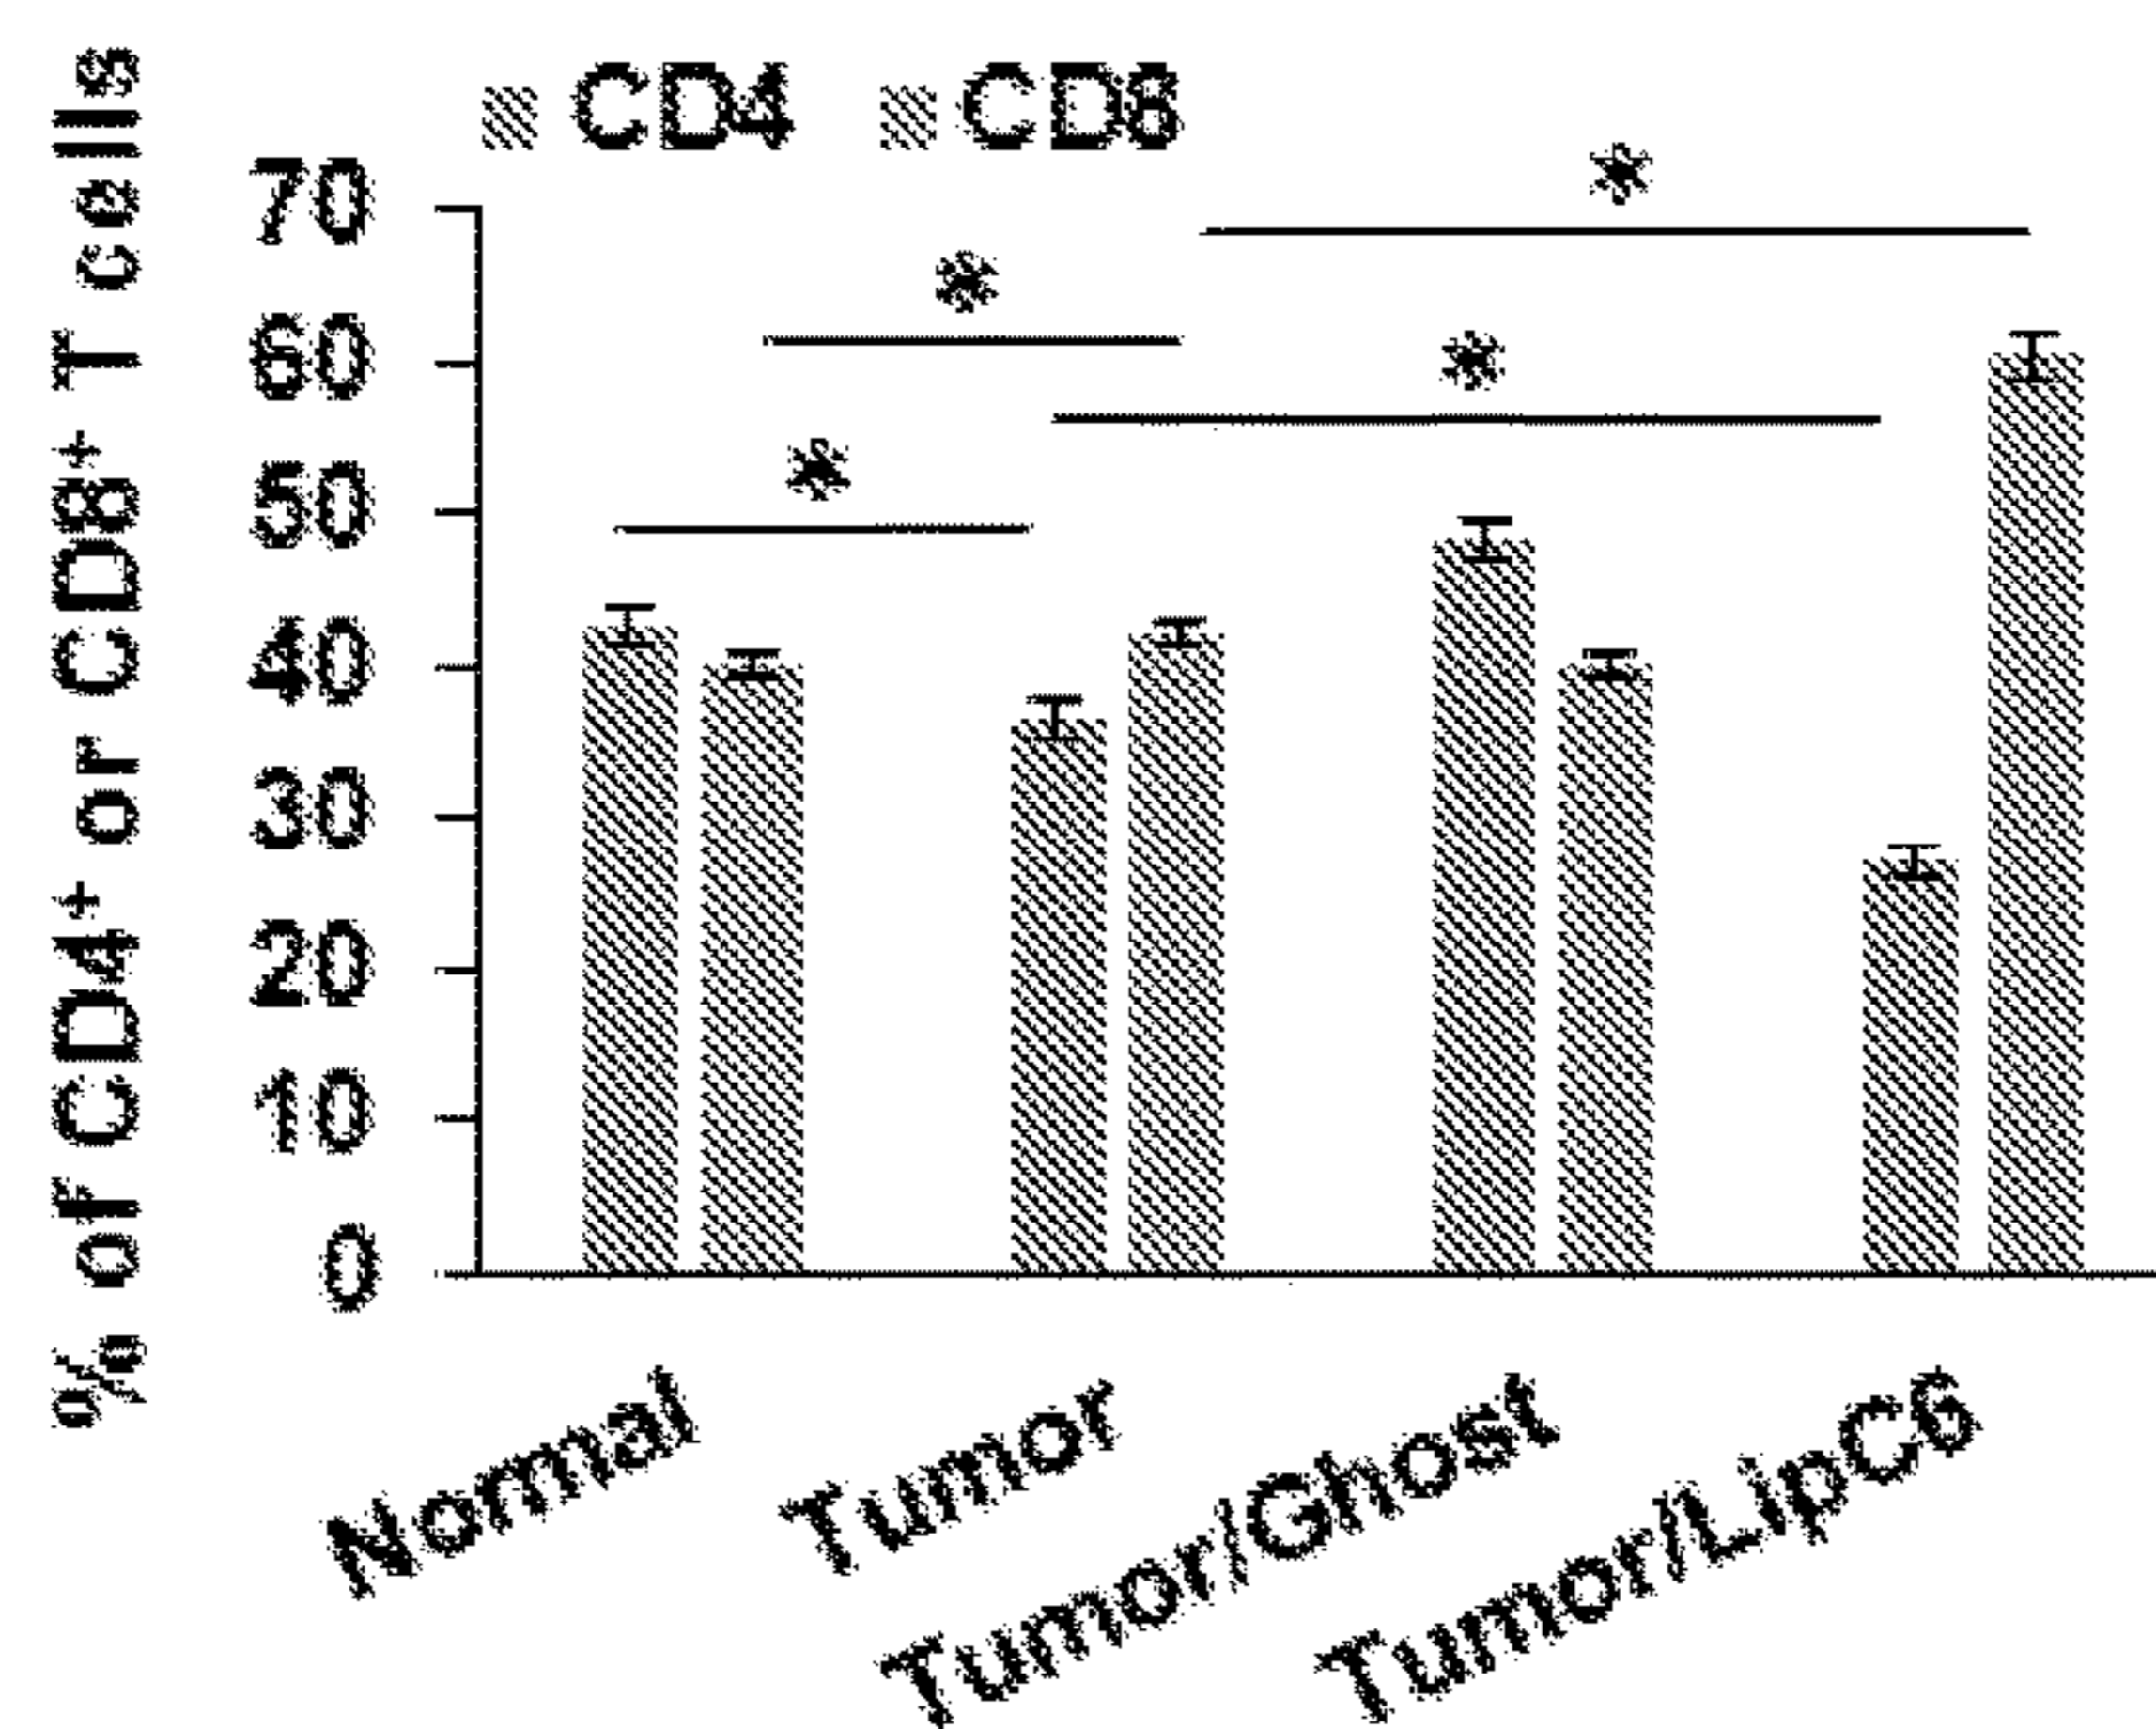 % of CD4+ or CD8+ T cells
CD4 CD8
70
60
50
40
30
20
10
0
*
*
*
*
Normal
Tumor
Tumor/Ghost
Tumor/LipC6